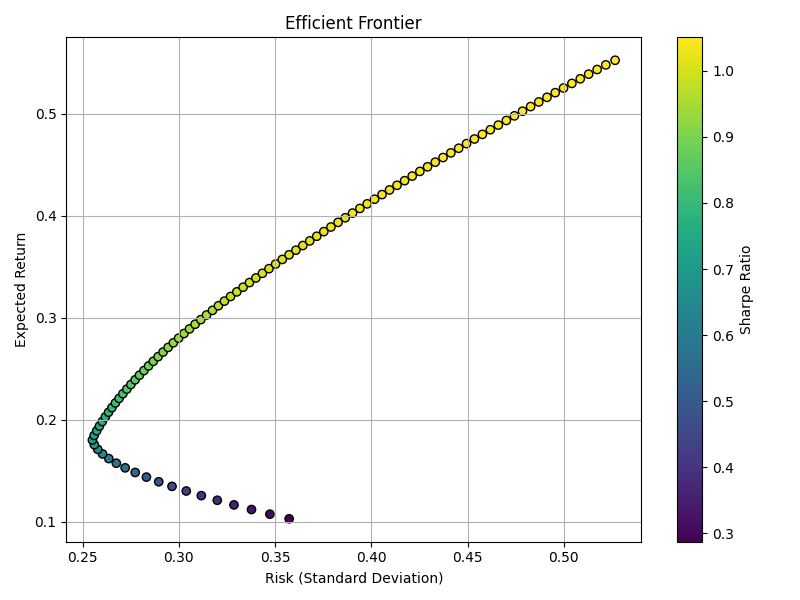 Efficient Frontier
Expected Return
0.5
0.4
0.3
0.2
0.1
0.25 0.30 0.35 0.40 0.45 0.50
Risk (Standard Deviation)
1.0
0.9
0.8
0.7
0.6
0.5
0.4
0.3
Sharpe Ratio